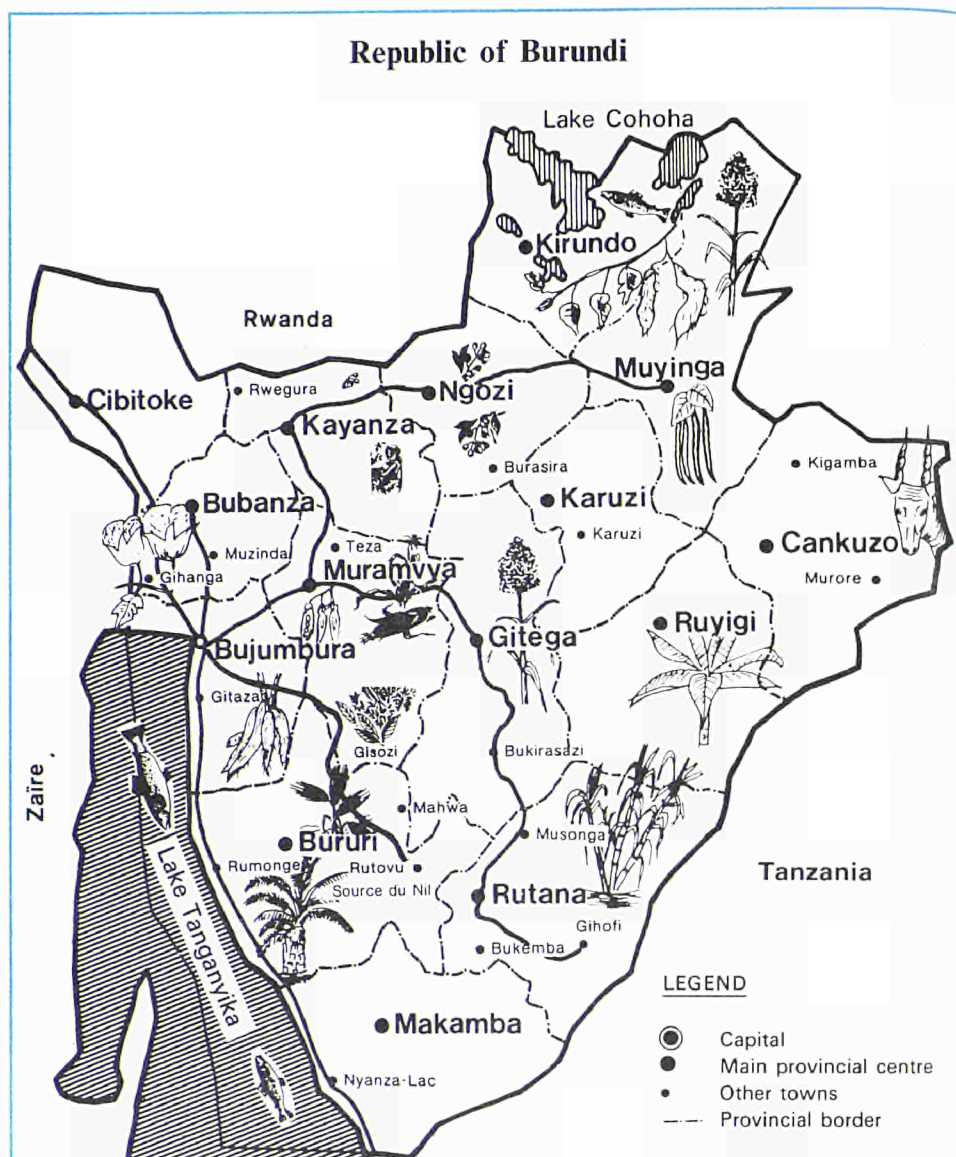 Republic of Burundi
Lake Cohoha
Kirundo
Rwanda
Muyinga
Cibitoke
Rwegura
Ngozi
Kayanza
Burasira
Kigamba
Bubanza
Karuzi
Karuzi
Cankuzo
Muzinda
Teza
Gihanga
Muramvya
Murore
Ruyigi
Bujumbura
Gitega
Gitaza
Gisozi
Bukirasazi
Zaïre
Mahwa
Musonga
Bururi
Rumonge
Rutovu
Source du Nil
Tanzania
Lake Tanganyika
Rutana
Gihofi
Bukemba
Makamba
Nyanza-Lac
LEGEND
Capital
Main provincial centre
Other towns
Provincial border